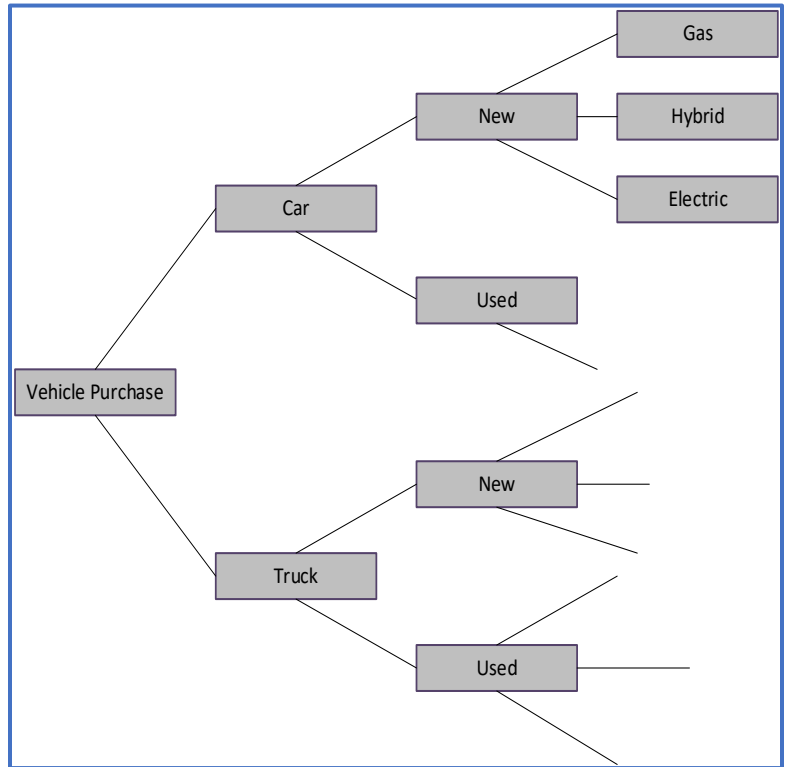 Gas
New
Hybrid
Electric
Car
Used
Vehicle Purchase
New
Truck
Used